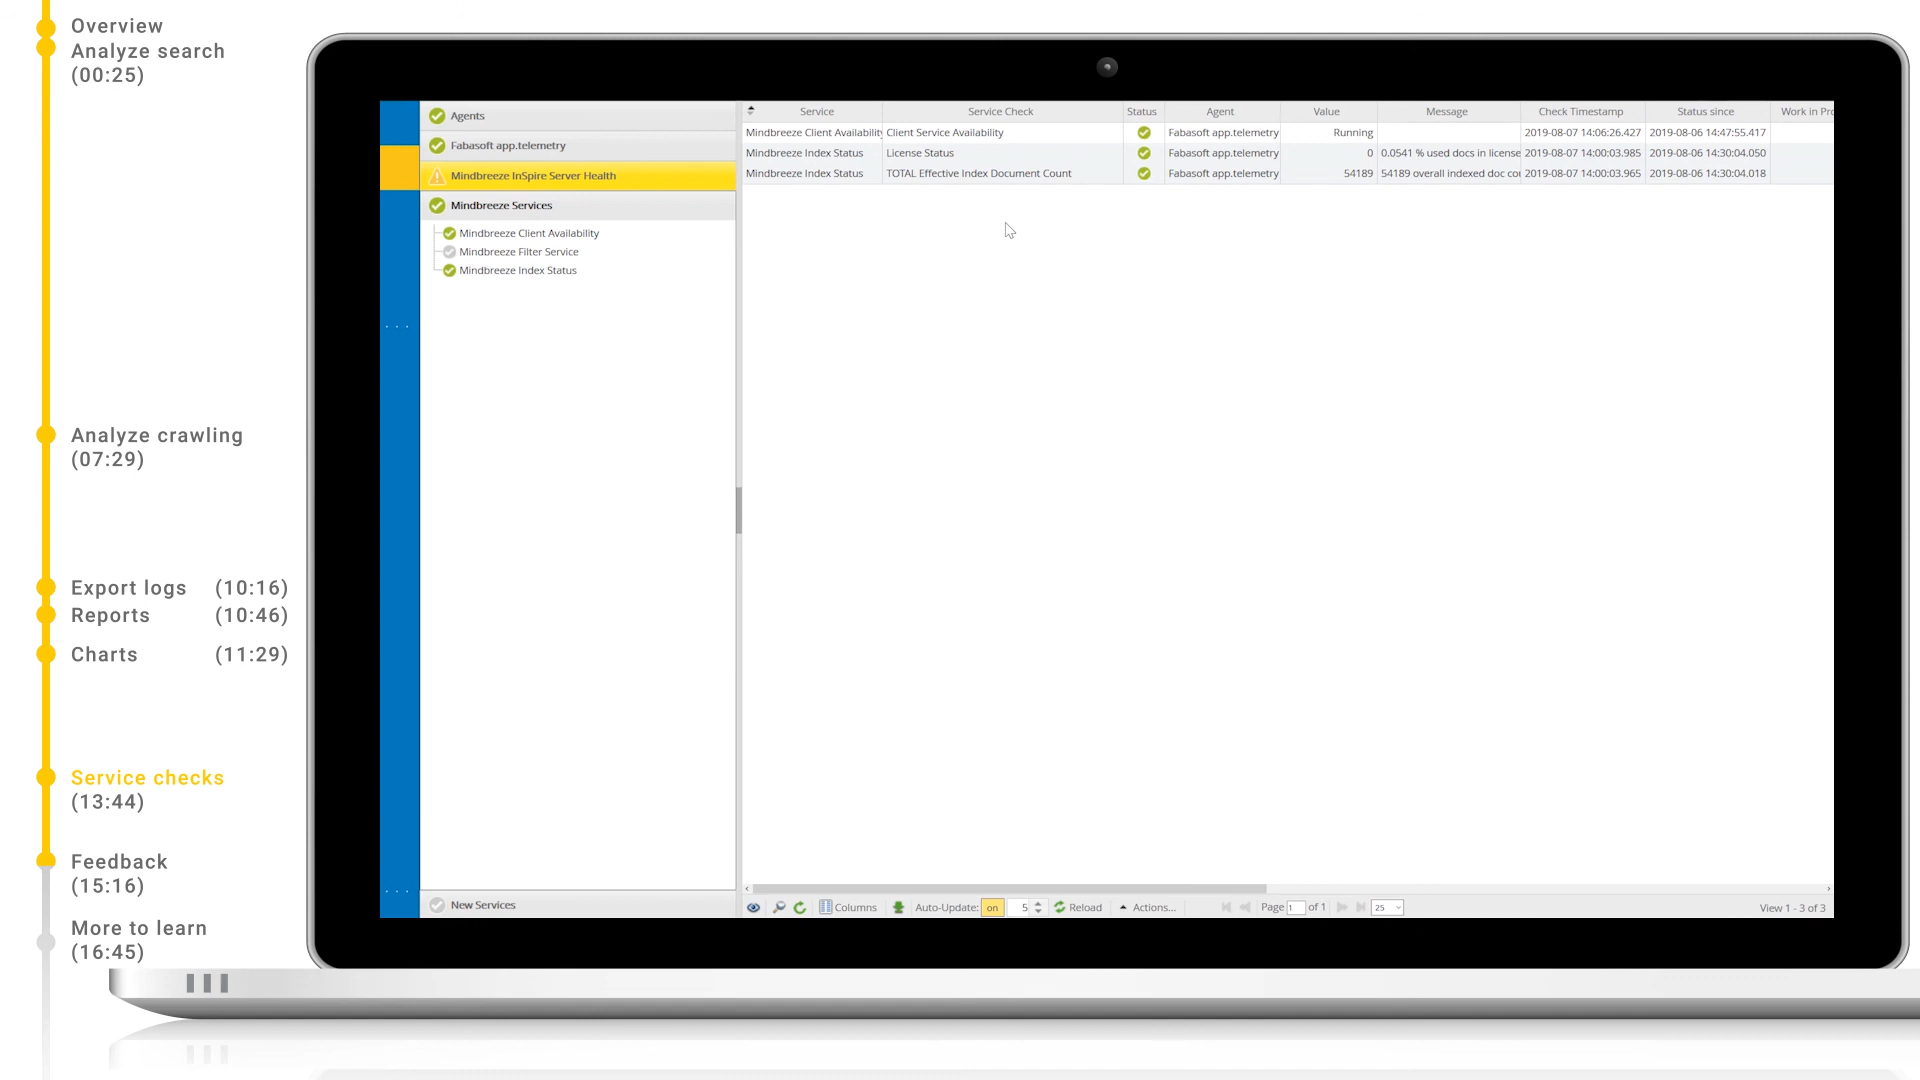 Overview
Analyze search
(00:25)
Analyze crawling
(07:29)
Export logs (10:16)
Reports (10:46)
Charts (11:29)
Service checks
(13:44)
Feedback
(15:16)
More to learn
(16:45)
Agents
Fabasoft app.telemetry
Mindbreeze InSpire Server Health
Mindbreeze Services
Mindbreeze Client Availability
Mindbreeze Filter Service
Mindbreeze Index Status
New Services
Service Service Check Status Agent Value Message Check Timestamp Status since Work in Pro
Mindbreeze Client Availability Client Service Availability Fabasoft app.telemetry Running 2019-08-07 14:06:26.427 2019-08-06 14:47:55.417
Mindbreeze Index Status License Status Fabasoft app.telemetry 0 0.0541 % used docs in license 2019-08-07 14:00:03.985 2019-08-06 14:30:04.050
Mindbreeze Index Status TOTAL Effective Index Document Count Fabasoft app.telemetry 54189 54189 overall indexed doc cou 2019-08-07 14:00:03.965 2019-08-06 14:30:04.018
Columns Auto-Update: on 5 Reload Actions... Page 1 of 1 25 View 1 - 3 of 3